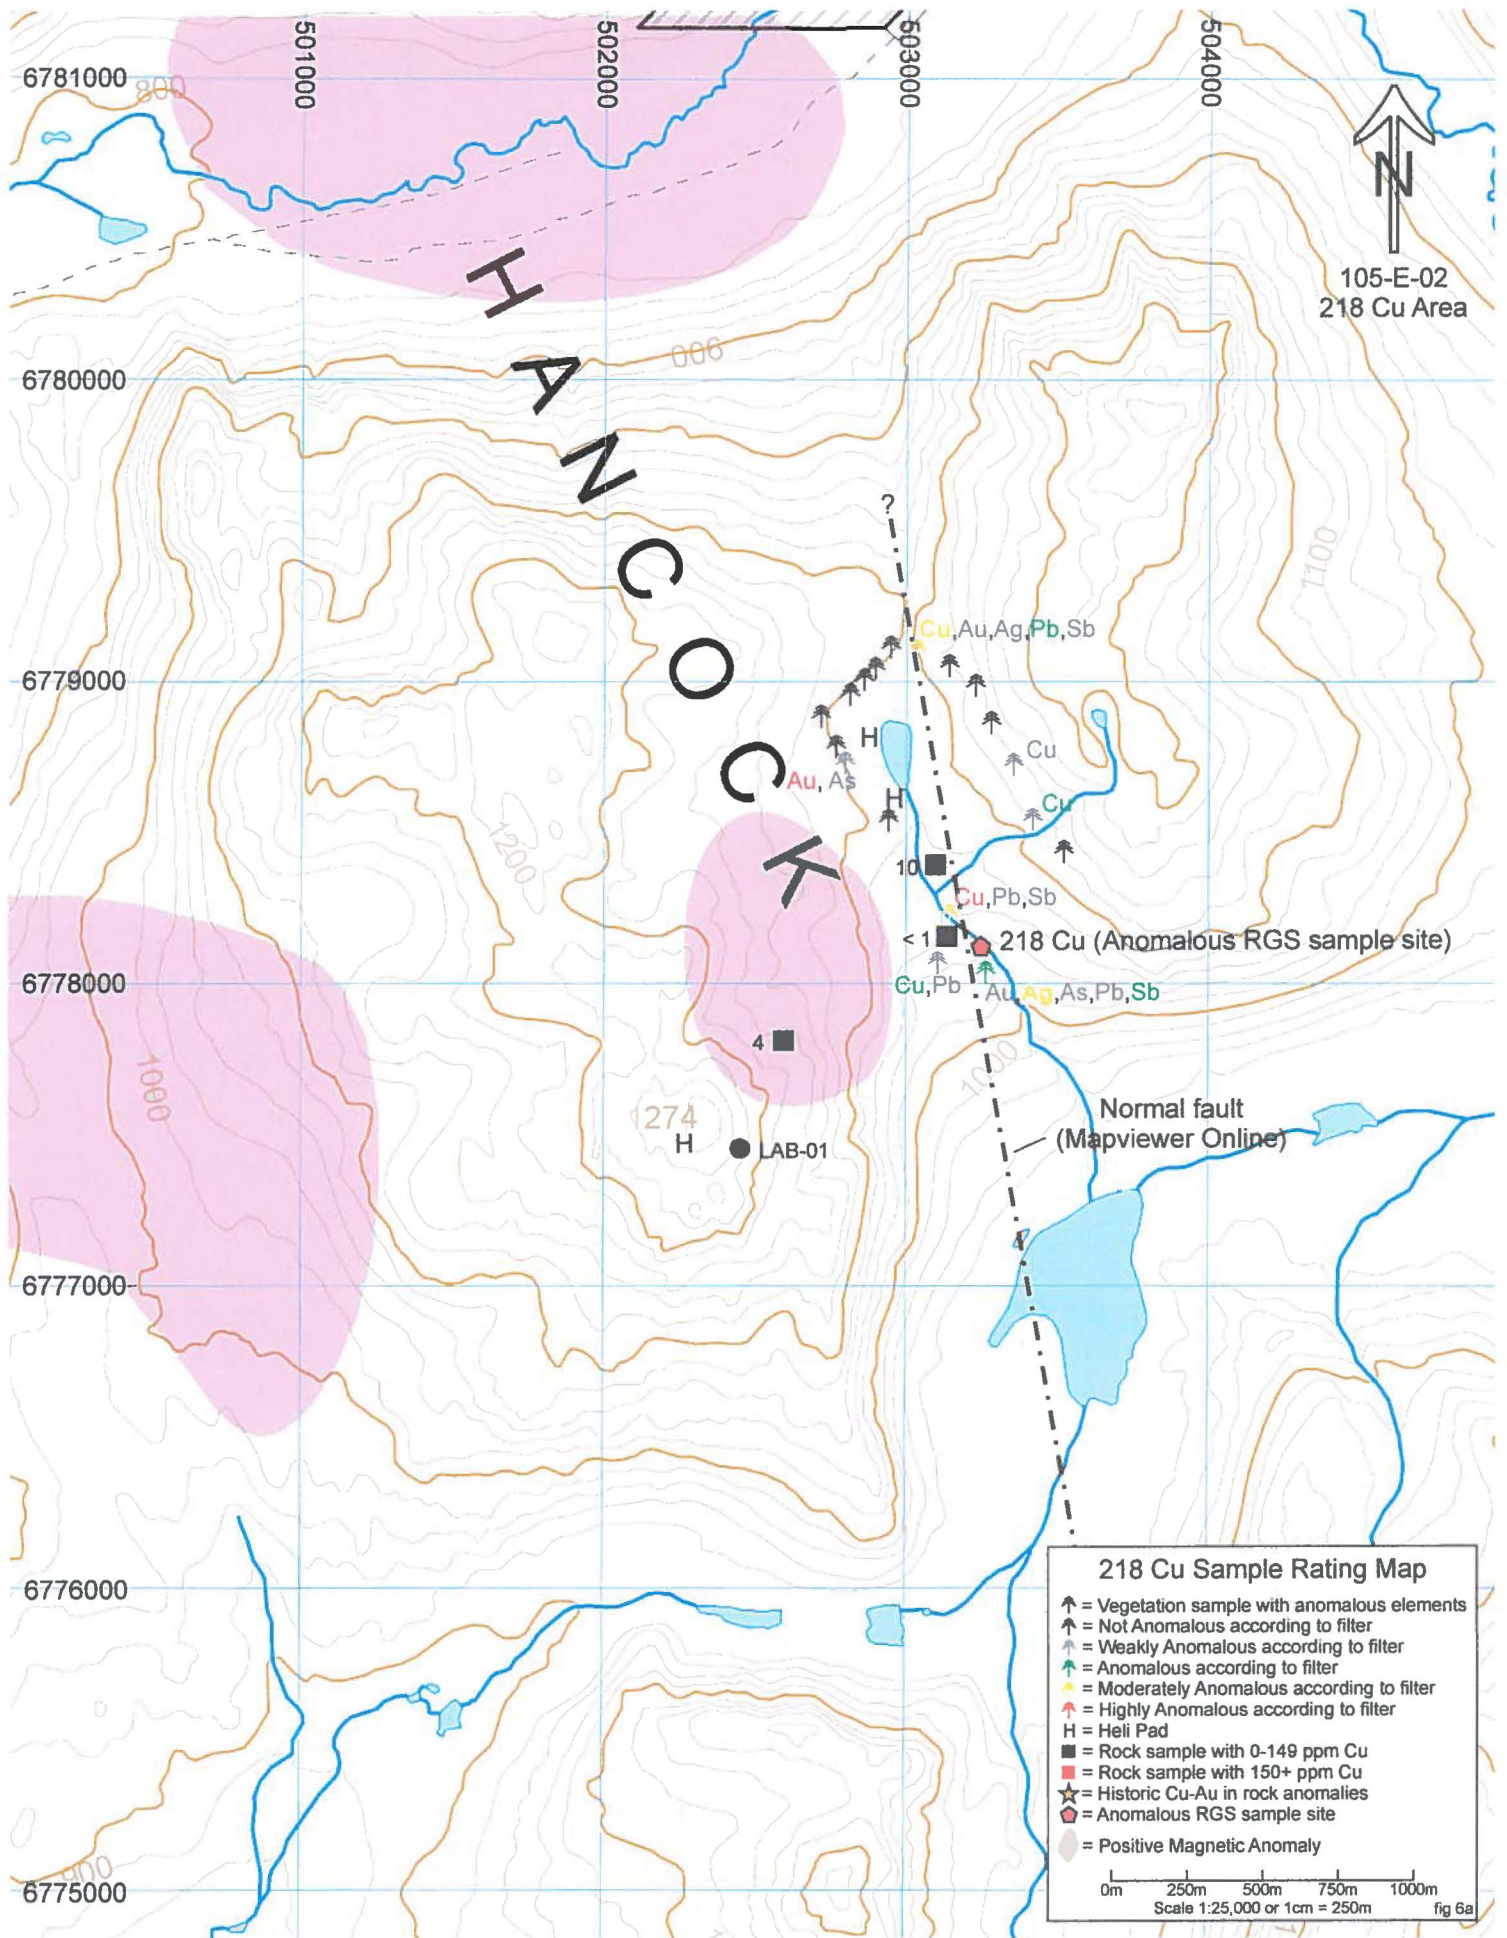 501000
502000
503000
504000
6781000
800
N
105-E-02
218 Cu Area
HANCOCK
900
6780000
?
1100
Cu,Au,Ag,Pb,Sb
6779000
H
Cu
Au, As
H
Cu
1200
10
Cu,Pb,Sb
<1
218 Cu (Anomalous RGS sample site)
6778000
Cu,Pb
Au,Ag,As,Pb,Sb
4
1000
1000
1274
H
LAB-01
Normal fault
(Mapviewer Online)
6777000
6776000
900
6775000
218 Cu Sample Rating Map
= Vegetation sample with anomalous elements
= Not Anomalous according to filter
= Weakly Anomalous according to filter
= Anomalous according to filter
= Moderately Anomalous according to filter
= Highly Anomalous according to filter
H = Heli Pad
= Rock sample with 0-149 ppm Cu
= Rock sample with 150+ ppm Cu
= Historic Cu-Au in rock anomalies
= Anomalous RGS sample site
= Positive Magnetic Anomaly
0m 250m 500m 750m 1000m
Scale 1:25,000 or 1cm = 250m fig 6a